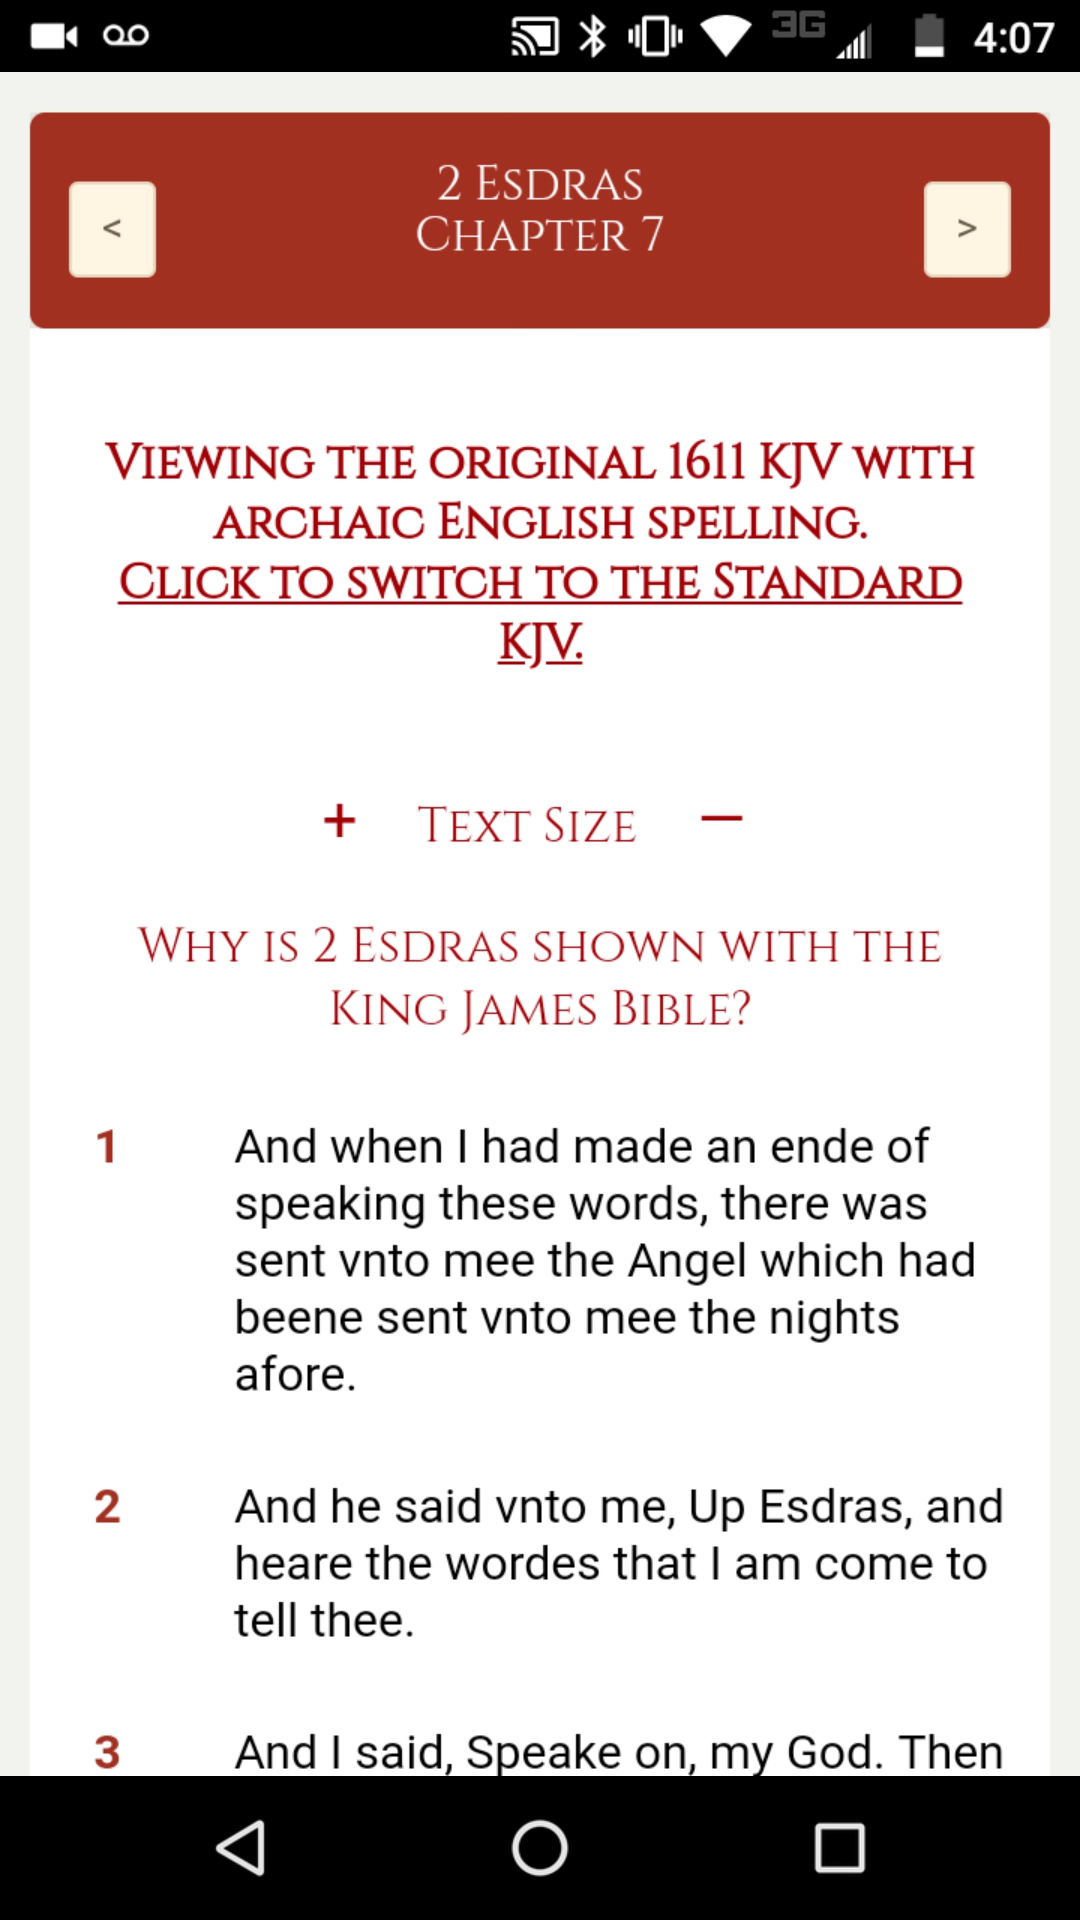 3G 4:07
2 Esdras
Chapter 7
<
>
Viewing the original 1611 KJV with
archaic English spelling.
Click to switch to the Standard
KJV.
+ Text Size –
Why is 2 Esdras shown with the
King James Bible?
1 And when I had made an ende of
speaking these words, there was
sent vnto mee the Angel which had
beene sent vnto mee the nights
afore.
2 And he said vnto me, Up Esdras, and
heare the wordes that I am come to
tell thee.
3 And I said, Speake on, my God. Then